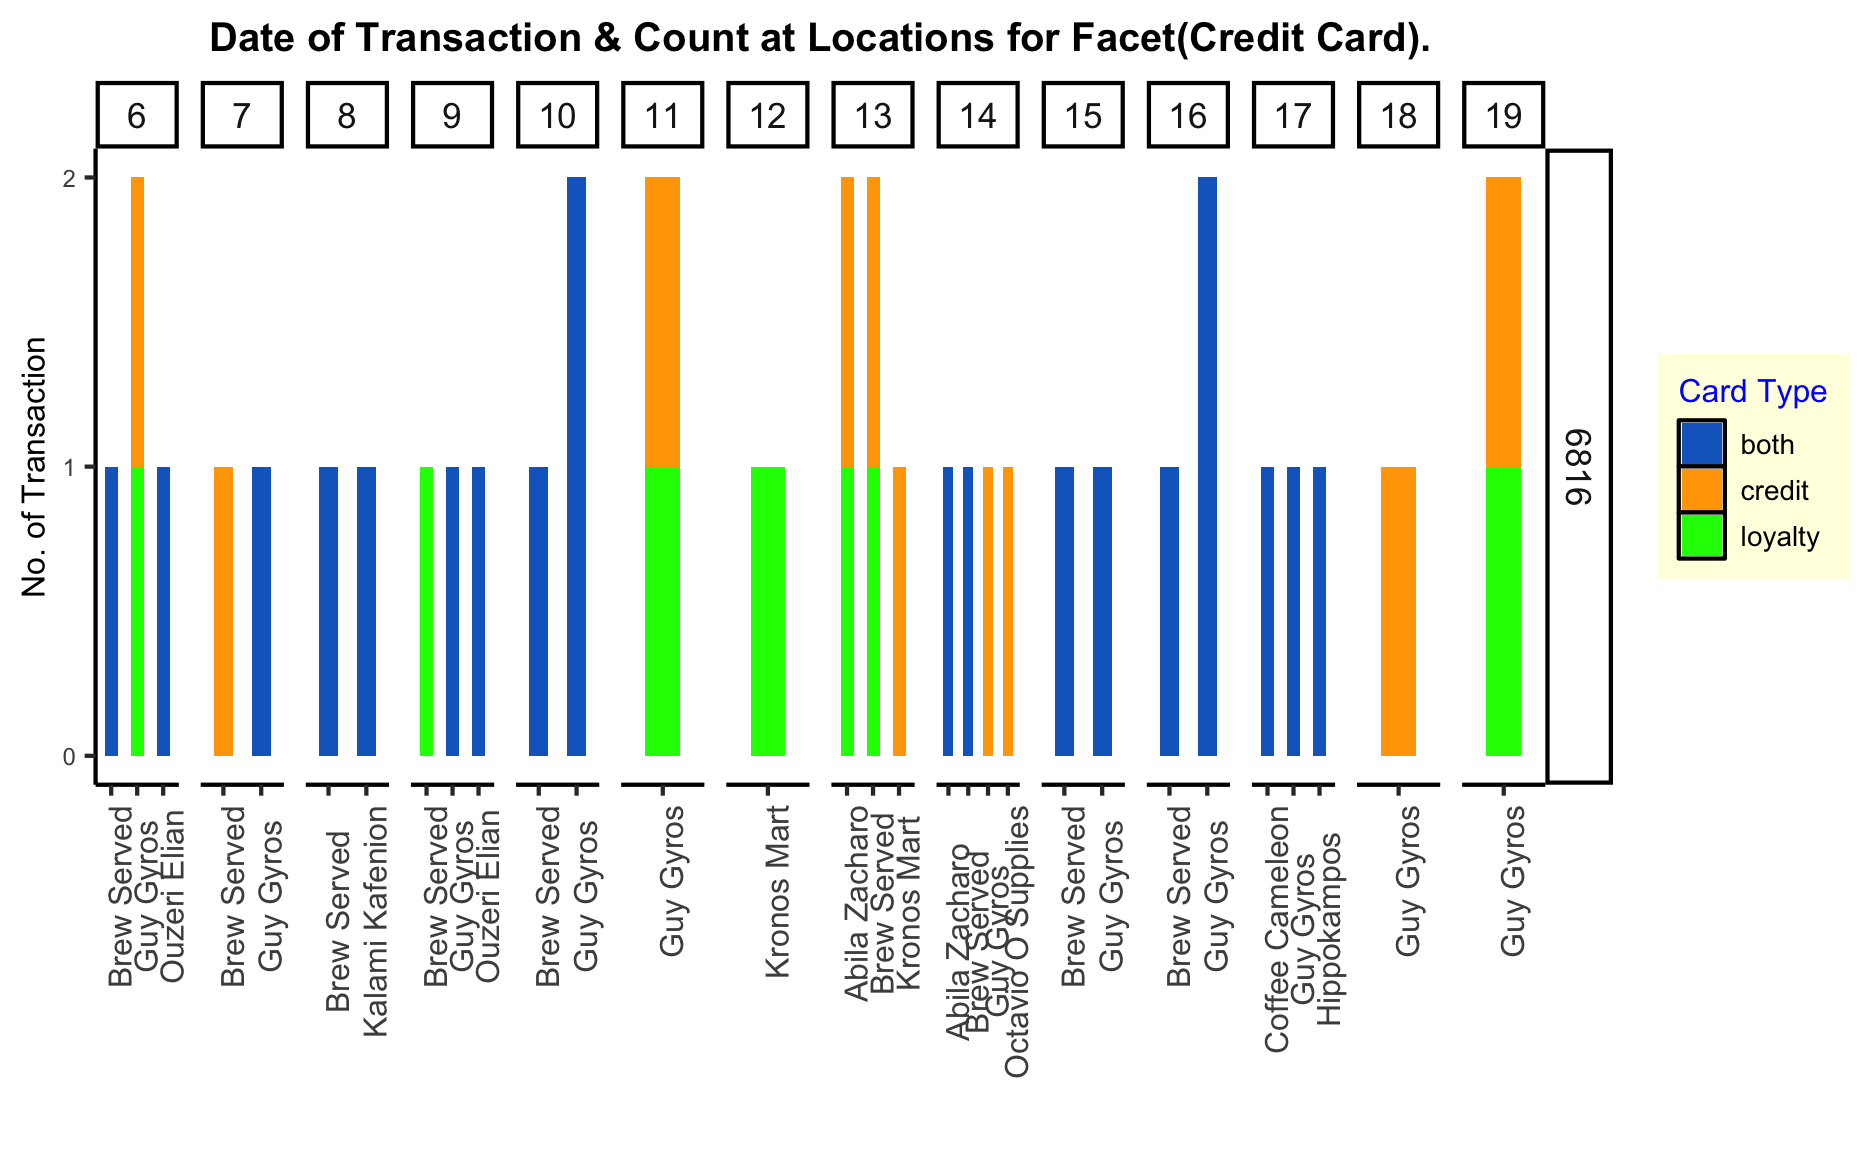 Date of Transaction & Count at Locations for Facet(Credit Card).
6 7 8 9 10 11 12 13 14 15 16 17 18 19
2
1
0
No. of Transaction
6816
Card Type
both
credit
loyalty
Brew Served
Guy Gyros
Ouzeri Elian
Brew Served
Guy Gyros
Brew Served
Kalami Kafenion
Brew Served
Guy Gyros
Ouzeri Elian
Brew Served
Guy Gyros
Guy Gyros
Kronos Mart
Abila Zacharo
Brew Served
Kronos Mart
Abila Zacharo
Brew Served
Guy Gyros
Octavio O Supplies
Brew Served
Guy Gyros
Brew Served
Guy Gyros
Coffee Cameleon
Guy Gyros
Hippokampos
Guy Gyros
Guy Gyros